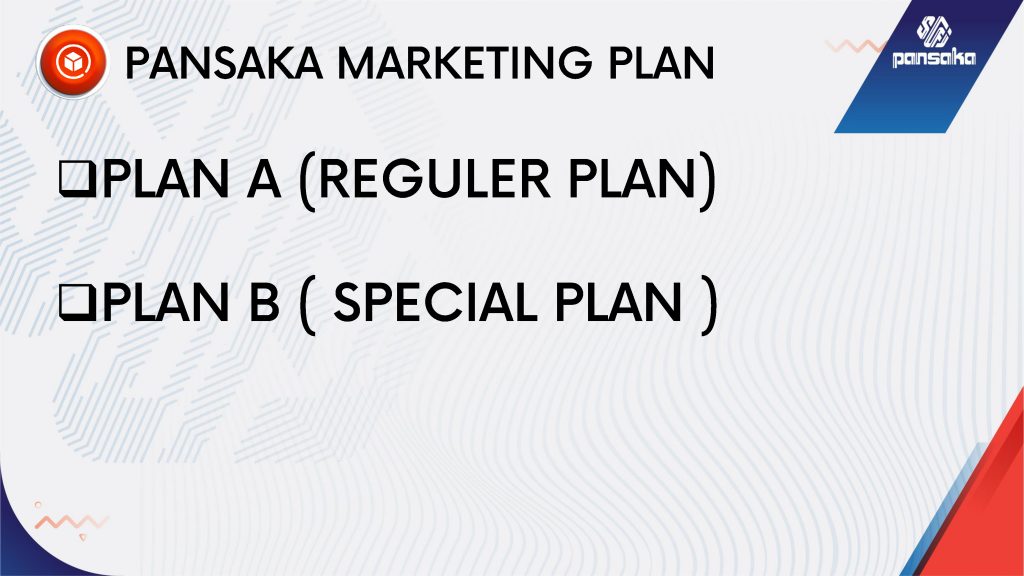 PANSAKA MARKETING PLAN
pansaka
PLAN A (REGULER PLAN)
PLAN B ( SPECIAL PLAN )